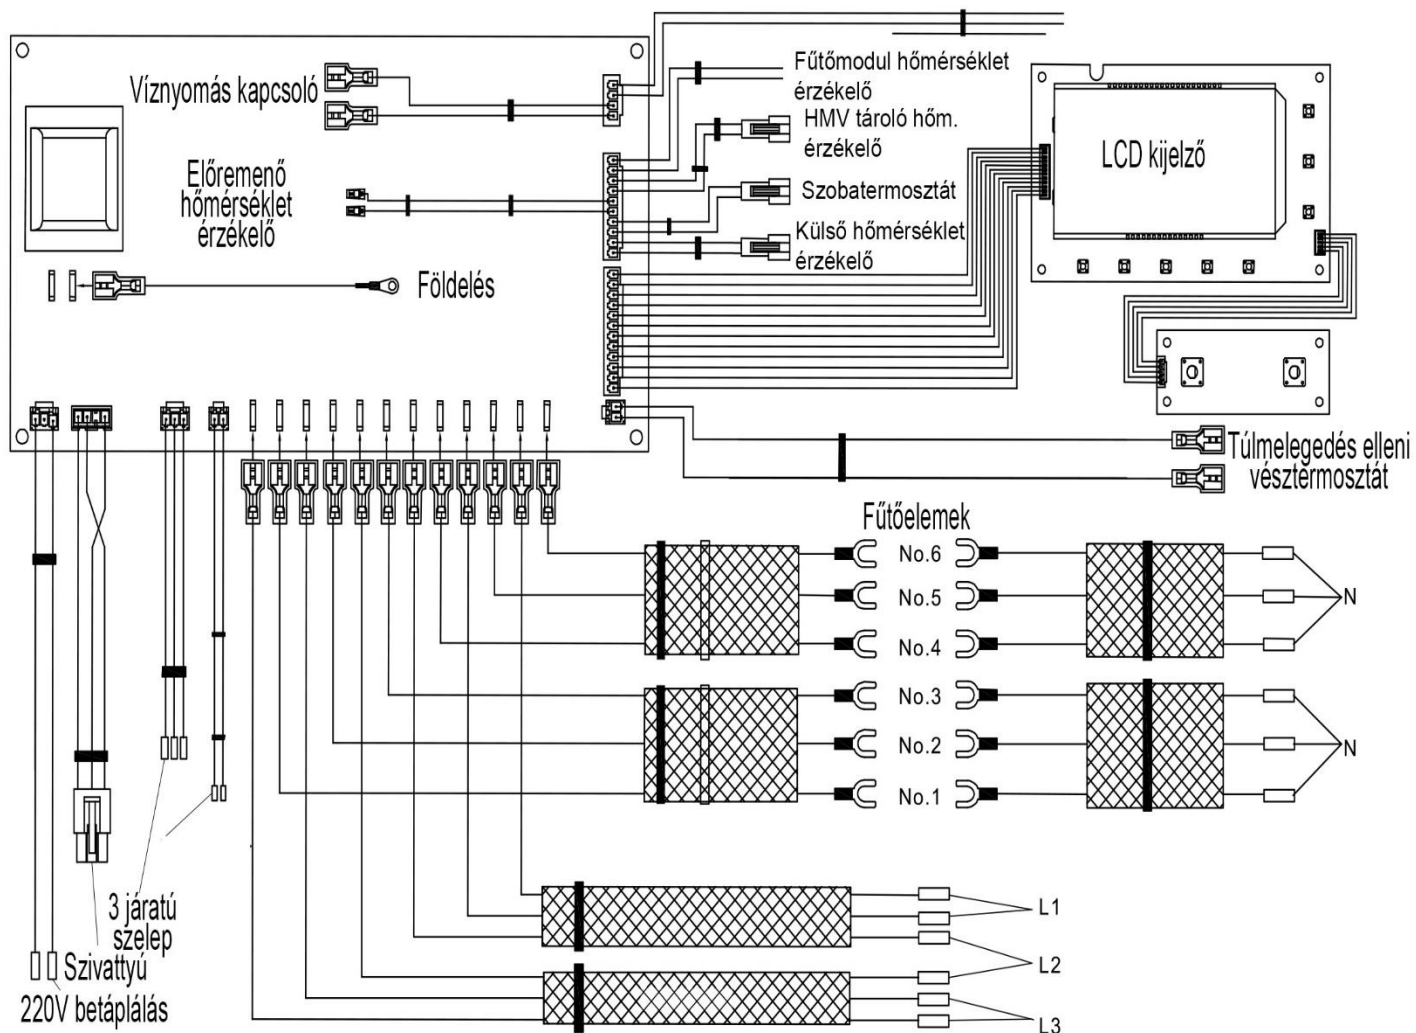 Víznyomás kapcsoló
Fűtőmodul hőmérséklet
érzékelő
HMV tároló hőm.
érzékelő
LCD kijelző
Előremenő
hőmérséklet
érzékelő
Szobatermosztát
Külső hőmérséklet
érzékelő
Földelés
Túlmelegedés elleni
vésztermosztát
Fűtőelemek
No.6
No.5
N
No.4
No.3
No.2
N
No.1
3 járatú
szelep
L1
Szivattyú
L2
220V betáplálás
L3